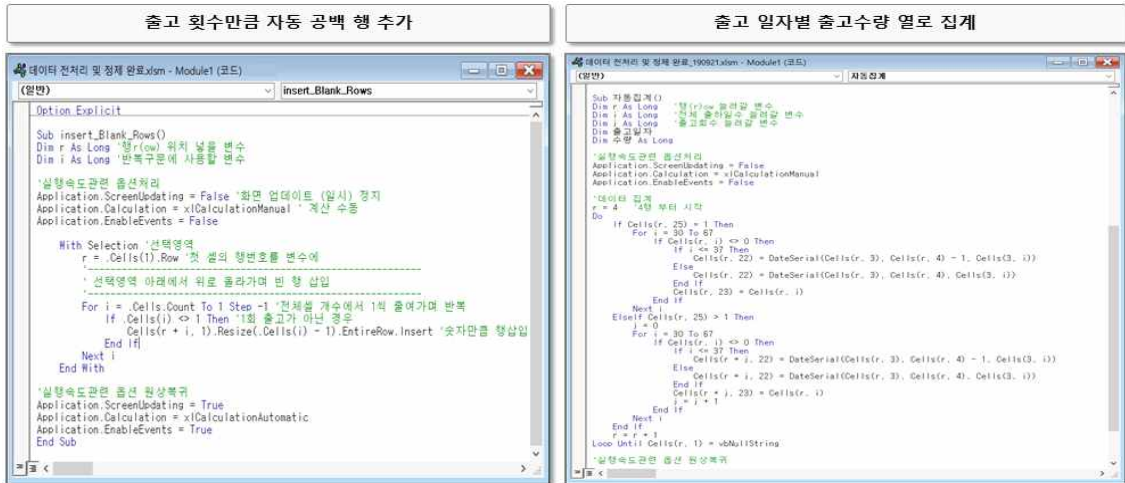 출고 횟수만큼 자동 공백 행 추가
데이터 전처리 및 정제 완료.xlsm - Module1 (코드)
(일반)
insert_Blank_Rows
Option Explicit
Sub insert_Blank_Rows()
Dim r As Long '행r(ow) 위치 넣을 변수
Dim i As Long '반복구문에 사용할 변수
'실행속도관련 옵션처리
Application.ScreenUpdating = False '화면 업데이트 (일시) 정지
Application.Calculation = xlCalculationManual ' 계산 수동
Application.EnableEvents = False
With Selection '선택영역
r = .Cells(1).Row '첫 셀의 행번호를 변수에
'------------------------------------------------------
' 선택영역 아래에서 위로 올라가며 빈 행 삽입
'------------------------------------------------------
For i = .Cells.Count To 1 Step -1 '전체셀 개수에서 1씩 줄여가며 반복
If .Cells(i) <> 1 Then '1회 출고가 아닌 경우
Cells(r + i, 1).Resize(.Cells(i) - 1).EntireRow.Insert '숫자만큼 행삽입
End If
Next i
End With
'실행속도관련 옵션 원상복귀
Application.ScreenUpdating = True
Application.Calculation = xlCalculationAutomatic
Application.EnableEvents = True
End Sub
출고 일자별 출고수량 열로 집계
데이터 전처리 및 정제 완료_190921.xlsm - Module1 (코드)
(일반)
자동집계
Sub 자동집계()
Dim r As Long '행(r)ow 늘려갈 변수
Dim i As Long '전체 출하일수 늘려갈 변수
Dim j As Long '출고횟수 늘려갈 변수
Dim 출고일자
Dim 수량 As Long
'실행속도관련 옵션처리
Application.ScreenUpdating = False
Application.Calculation = xlCalculationManual
Application.EnableEvents = False
'데이터 집계
r = 4 '4행 부터 시작
Do
If Cells(r, 25) = 1 Then
For i = 30 To 67
If Cells(r, i) <> 0 Then
If i <= 37 Then
Cells(r, 22) = DateSerial(Cells(r, 3), Cells(r, 4) - 1, Cells(3, i))
Else
Cells(r, 22) = DateSerial(Cells(r, 3), Cells(r, 4), Cells(3, i))
End If
Cells(r, 23) = Cells(r, i)
End If
Next i
ElseIf Cells(r, 25) > 1 Then
j = 0
For i = 30 To 67
If Cells(r, i) <> 0 Then
If i <= 37 Then
Cells(r + j, 22) = DateSerial(Cells(r, 3), Cells(r, 4) - 1, Cells(3, i))
Else
Cells(r + j, 22) = DateSerial(Cells(r, 3), Cells(r, 4), Cells(3, i))
End If
Cells(r + j, 23) = Cells(r, i)
j = j + 1
End If
Next i
End If
r = r + 1
Loop Until Cells(r, 1) = vbNullString
'실행속도관련 옵션 원상복귀